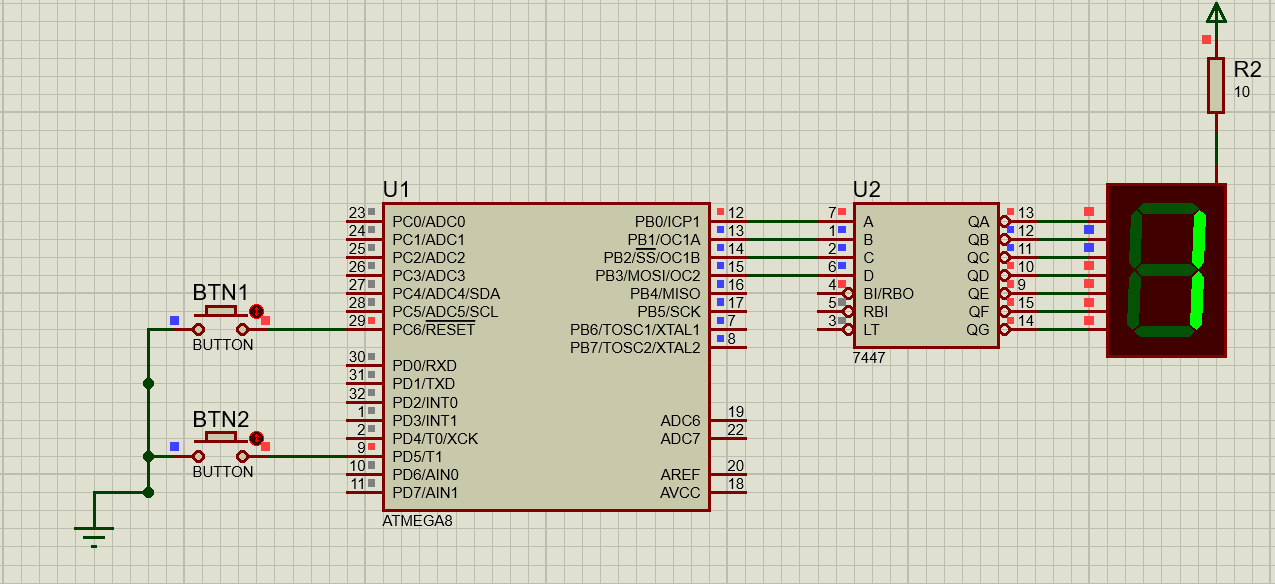 R2
10
U1
23 PC0/ADC0
24 PC1/ADC1
25 PC2/ADC2
26 PC3/ADC3
27 PC4/ADC4/SDA
28 PC5/ADC5/SCL
29 PC6/RESET
30 PD0/RXD
31 PD1/TXD
32 PD2/INT0
1 PD3/INT1
2 PD4/T0/XCK
9 PD5/T1
10 PD6/AIN0
11 PD7/AIN1
PB0/ICP1 12
PB1/OC1A 13
PB2/SS/OC1B 14
PB3/MOSI/OC2 15
PB4/MISO 16
PB5/SCK 17
PB6/TOSC1/XTAL1 7
PB7/TOSC2/XTAL2 8
ADC6 19
ADC7 22
AREF 20
AVCC 18
ATMEGA8
BTN1
BUTTON
BTN2
BUTTON
U2
7 A
1 B
2 C
6 D
4 BI/RBO
5 RBI
3 LT
QA 13
QB 12
QC 11
QD 10
QE 9
QF 15
QG 14
7447
1